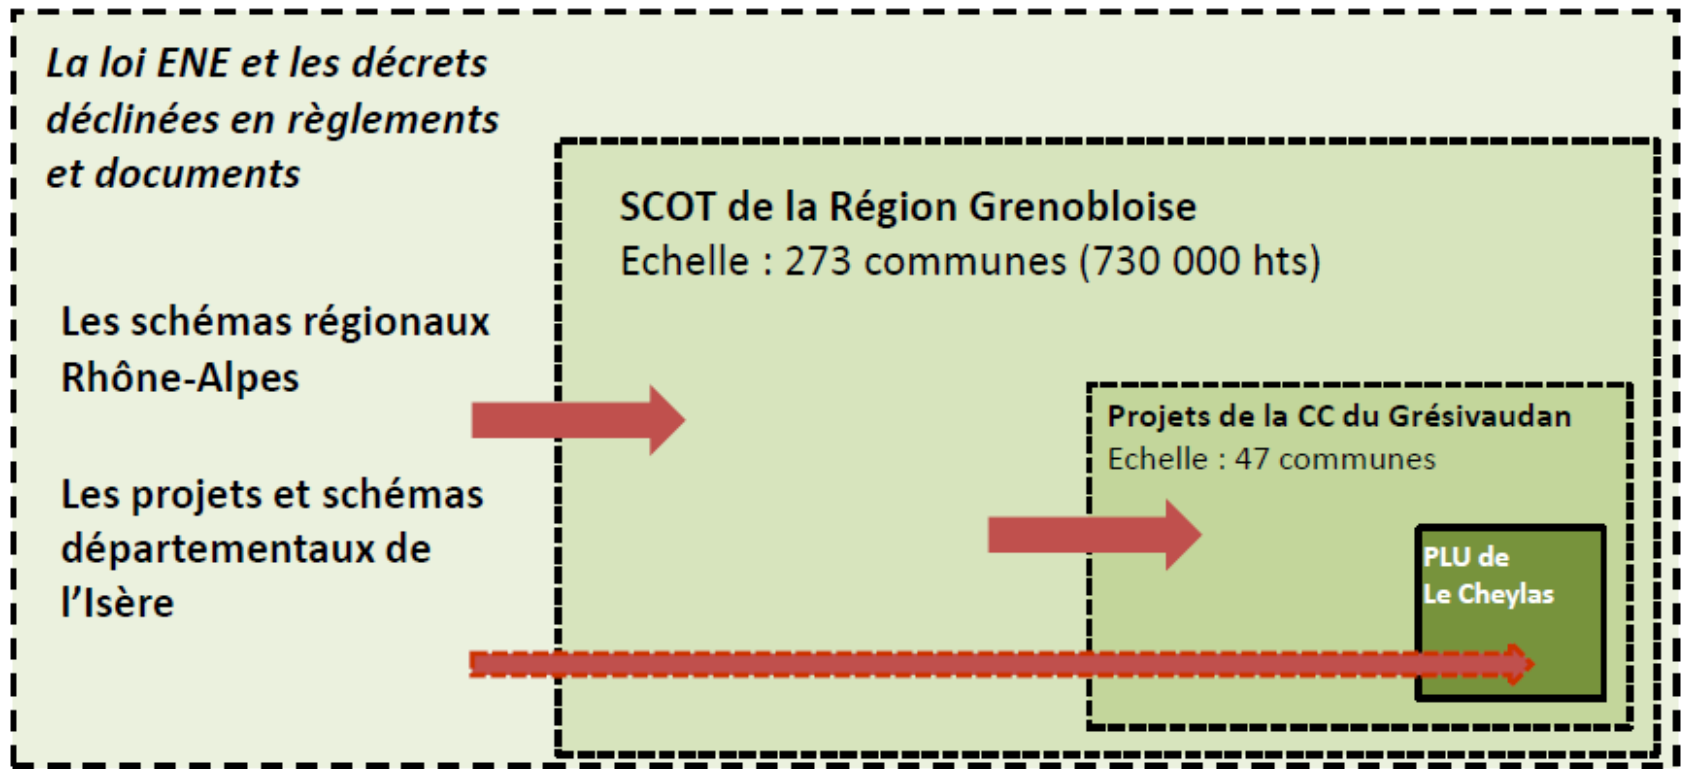 La loi ENE et les décrets
déclinées en règlements
et documents
SCOT de la Région Grenobloise
Echelle : 273 communes (730 000 hts)
Les schémas régionaux
Rhône-Alpes
Projets de la CC du Grésivaudan
Echelle : 47 communes
Les projets et schémas
départementaux de
l'Isère
PLU de
Le Cheylas